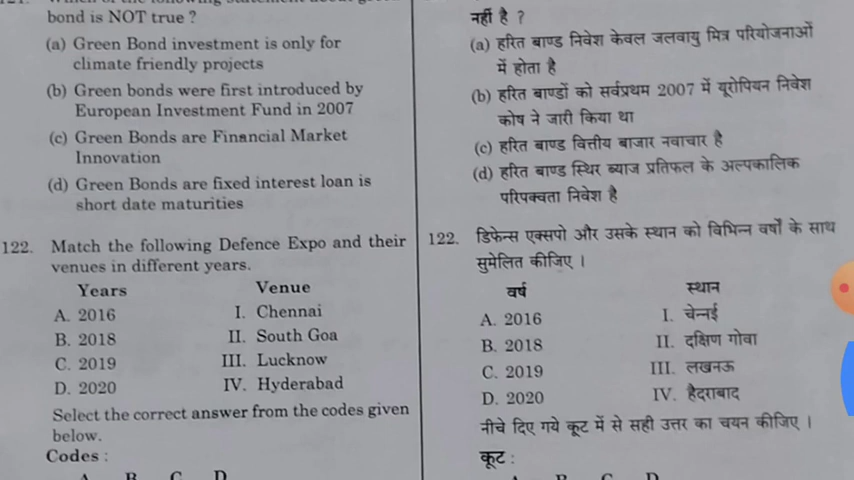 bond is NOT true ?
(a) Green Bond investment is only for
climate friendly projects
(b) Green bonds were first introduced by
European Investment Fund in 2007
(c) Green Bonds are Financial Market
Innovation
(d) Green Bonds are fixed interest loan is
short date maturities
122. Match the following Defence Expo and their
venues in different years.
Years Venue
A. 2016 I. Chennai
B. 2018 II. South Goa
C. 2019 III. Lucknow
D. 2020 IV. Hyderabad
Select the correct answer from the codes given
below.
Codes :
A B C D
नहीं है ?
(a) हरित बाण्ड निवेश केवल जलवायु मित्र परियोजनाओं
में होता है
(b) हरित बाण्डों को सर्वप्रथम 2007 में यूरोपियन निवेश
कोष ने जारी किया था
(c) हरित बाण्ड वित्तीय बाजार नवाचार है
(d) हरित बाण्ड स्थिर ब्याज प्रतिफल के अल्पकालिक
परिपक्वता निवेश है
122. डिफेन्स एक्सपो और उसके स्थान को विभिन्न वर्षों के साथ
सुमेलित कीजिए ।
वर्ष स्थान
A. 2016 I. चेन्नई
B. 2018 II. दक्षिण गोवा
C. 2019 III. लखनऊ
D. 2020 IV. हैदराबाद
नीचे दिए गये कूट में से सही उत्तर का चयन कीजिए ।
कूट :
A B C D